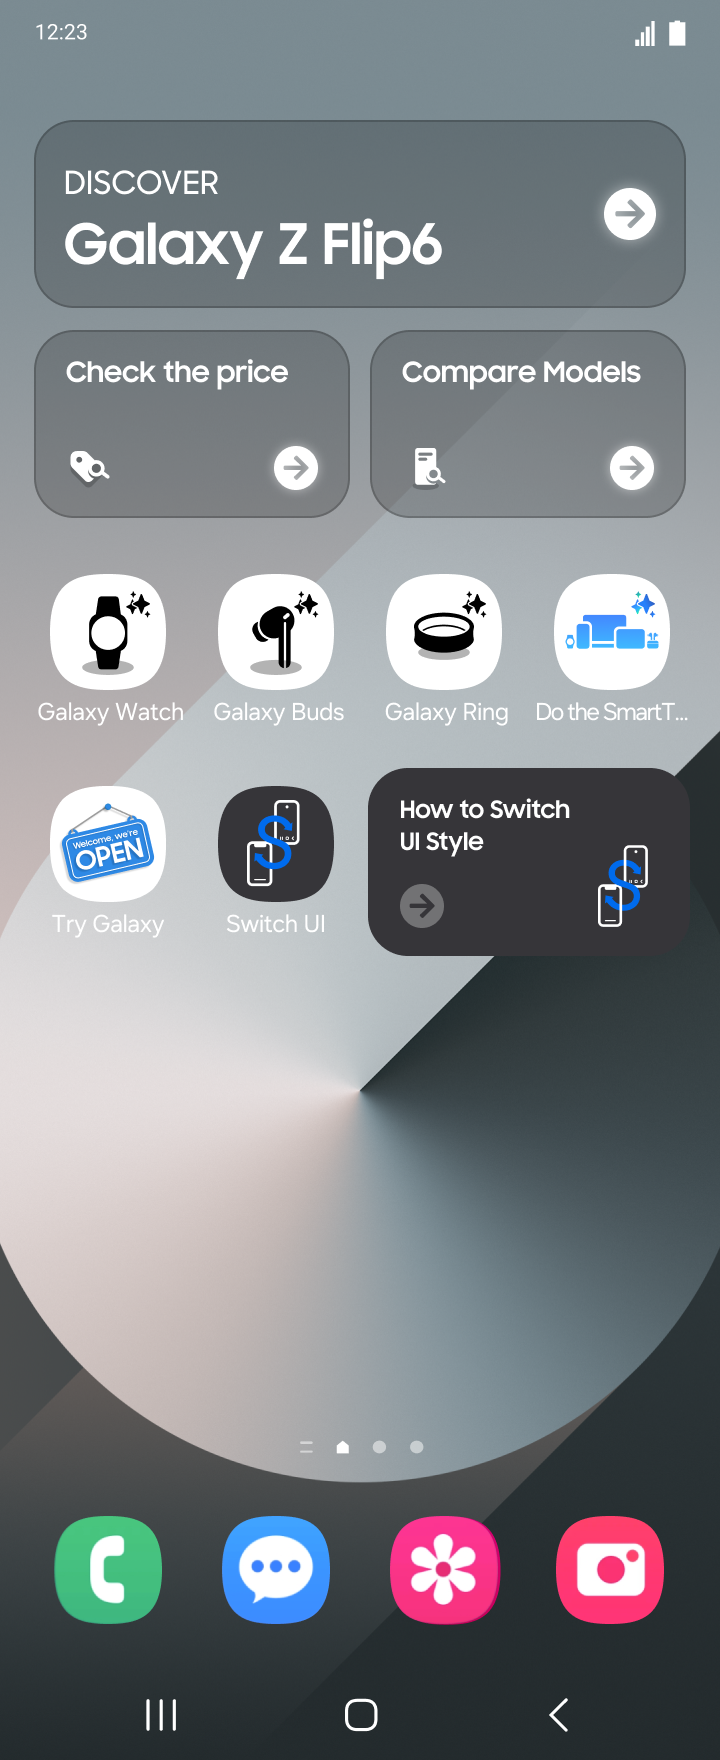 12:23
DISCOVER
Galaxy Z Flip6
Check the price
Compare Models
Galaxy Watch
Galaxy Buds
Galaxy Ring
Do the SmartT...
Welcome, we're
OPEN
Try Galaxy
Switch UI
How to Switch
UI Style